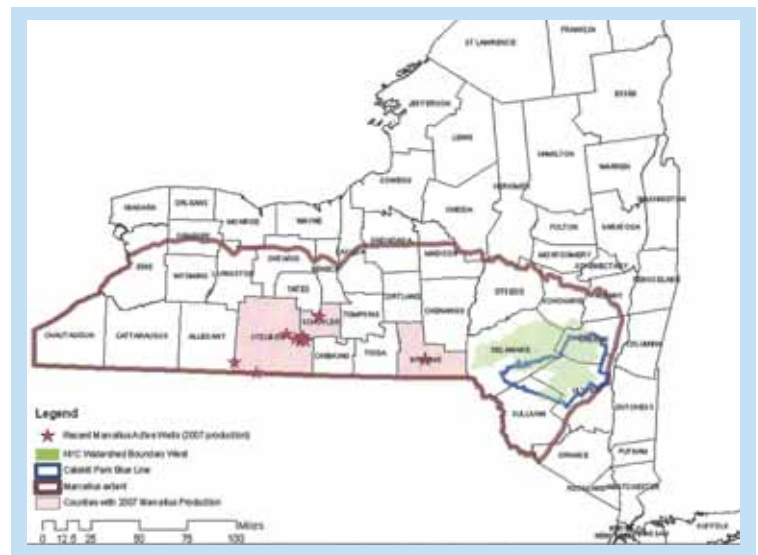 ST LAWRENCE
FRANKLIN
ESSEX
JEFFERSON
LEWIS
HAMILTON
WARREN
WASHINGTON
OSWEGO
HERKIMER
ONEIDA
NIAGARA
ORLEANS
MONROE
WAYNE
FULTON
SARATOGA
GENESEE
ONTARIO
ONONDAGA
MADISON
MONTGOMERY
SCHENECTADY
RENSSELAER
ERIE
WYOMING
LIVINGSTON
YATES
CORTLAND
CHENANGO
OTSEGO
SCHOHARIE
ALBANY
CHAUTAUQUA
CATTARAUGUS
ALLEGANY
STEUBEN
SCHUYLER
TOMPKINS
CHEMUNG
TIOGA
BROOME
DELAWARE
GREENE
COLUMBIA
SULLIVAN
DUTCHESS
ORANGE
PUTNAM
ROCKLAND
WESTCHESTER
SUFFOLK
Legend
Recent Marcellus Active Wells (2007 production)
NYC Watershed Boundary West
Catskill Park Blue Line
Marcellus extent
Counties with 2007 Marcellus Production
0 12.5 25 50 75 100 Miles